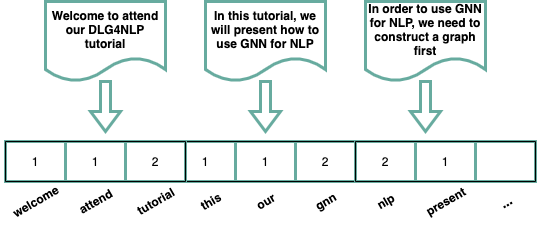 Welcome to attend
our DLG4NLP
tutorial
In this tutorial, we
will present how to
use GNN for NLP
In order to use GNN
for NLP, we need to
construct a graph
first
1 1 2 1 1 2 2 1
welcome attend tutorial this our gnn nlp present ...